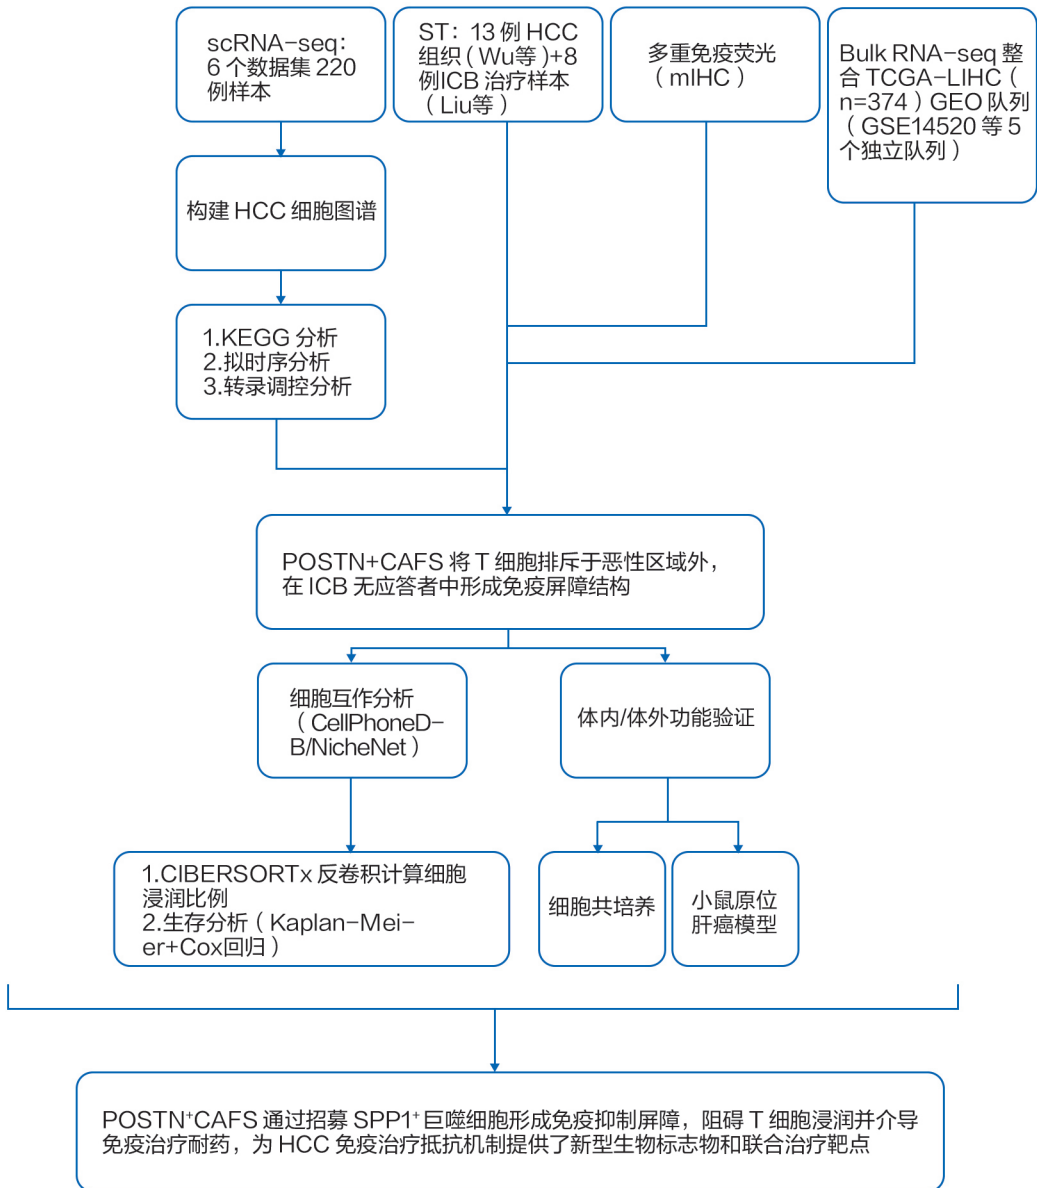 scRNA-seq:
6 个数据集 220
例样本
ST：13 例 HCC
组织（Wu等）+8
例ICB 治疗样本
（Liu等）
多重免疫荧光
（mIHC）
Bulk RNA-seq 整
合 TCGA-LIHC（
n=374）GEO 队列
（GSE14520 等 5
个独立队列）
构建 HCC 细胞图谱
1.KEGG 分析
2.拟时序分析
3.转录调控分析
POSTN+CAFS 将 T 细胞排斥于恶性区域外，
在 ICB 无应答者中形成免疫屏障结构
细胞互作分析
（CellPhoneD-
B/NicheNet）
体内/体外功能验证
1.CIBERSORTx 反卷积计算细胞
浸润比例
2.生存分析（Kaplan-Mei-
er+Cox回归）
细胞共培养
小鼠原位
肝癌模型
POSTN⁺CAFS 通过招募 SPP1⁺ 巨噬细胞形成免疫抑制屏障，阻碍 T 细胞浸润并介导
免疫治疗耐药，为 HCC 免疫治疗抵抗机制提供了新型生物标志物和联合治疗靶点